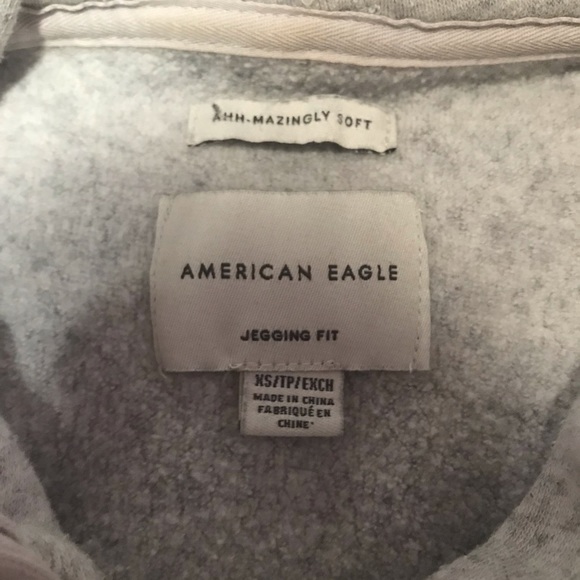 AHH-MAZINGLY SOFT
AMERICAN EAGLE
JEGGING FIT
XS/TP/EXCH
MADE IN CHINA
FABRIQUÉ EN
CHINE*